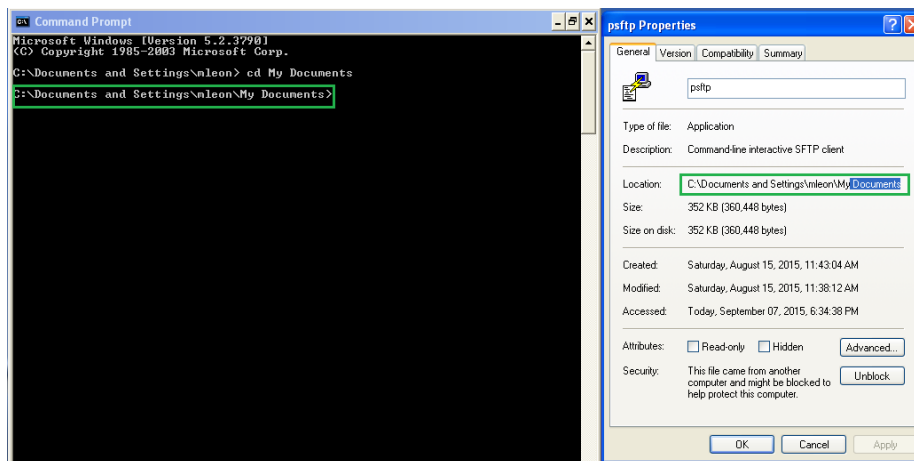 Command Prompt
Microsoft Windows [Version 5.2.3790]
(C) Copyright 1985-2003 Microsoft Corp.
C:\Documents and Settings\mleon> cd My Documents
C:\Documents and Settings\mleon\My Documents>
psftp Properties
General Version Compatibility Summary
psftp
Type of file: Application
Description: Command-line interactive SFTP client
Location: C:\Documents and Settings\mleon\My Documents
Size: 352 KB (360,448 bytes)
Size on disk: 352 KB (360,448 bytes)
Created: Saturday, August 15, 2015, 11:43:04 AM
Modified: Saturday, August 15, 2015, 11:38:12 AM
Accessed: Today, September 07, 2015, 6:34:38 PM
Attributes: Read-only Hidden Advanced...
Security: This file came from another
computer and might be blocked to
help protect this computer.
Unblock
OK Cancel Apply